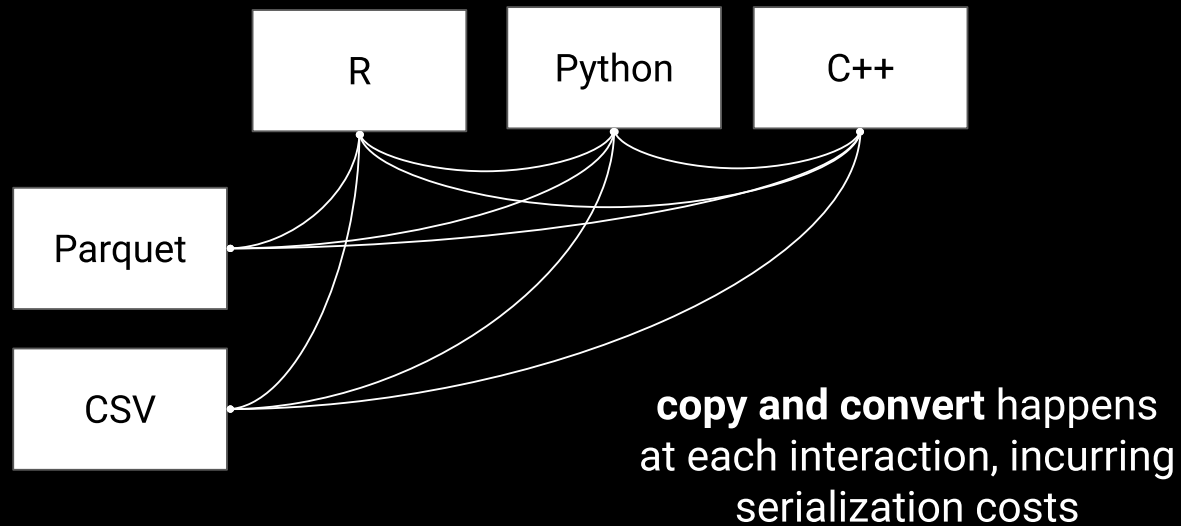 R
Python
C++
Parquet
CSV
copy and convert happens
at each interaction, incurring
serialization costs